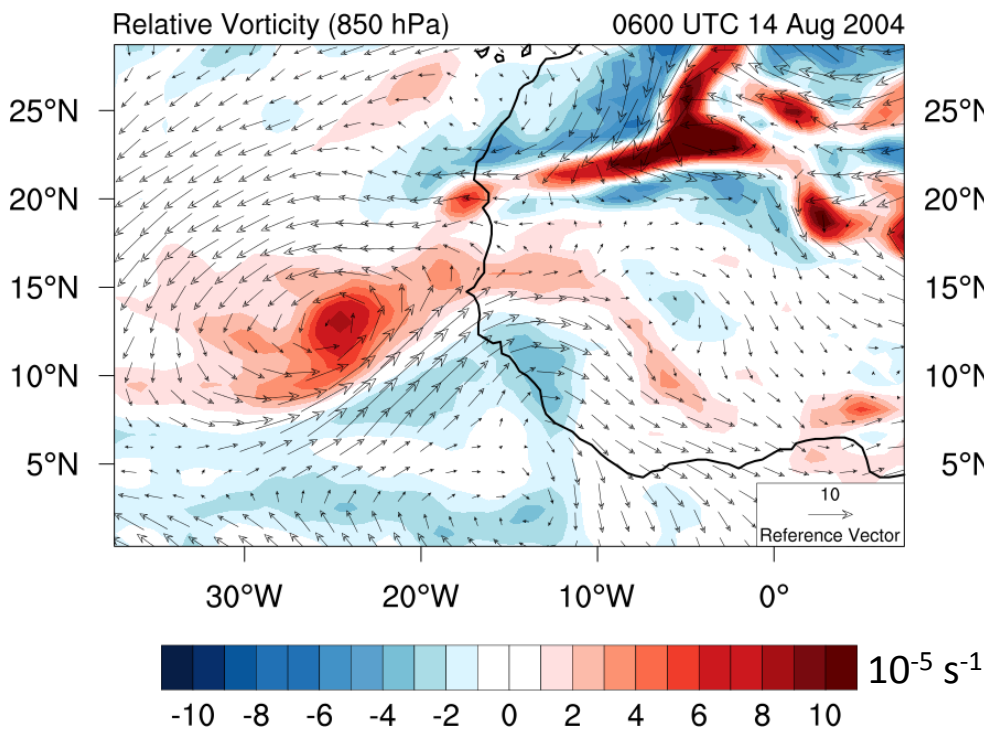 Relative Vorticity (850 hPa) 0600 UTC 14 Aug 2004
25°N 25°N
20°N 20°N
15°N 15°N
10°N 10°N
5°N 5°N
10
Reference Vector
30°W 20°W 10°W 0°
-10 -8 -6 -4 -2 0 2 4 6 8 10 10⁻⁵ s⁻¹